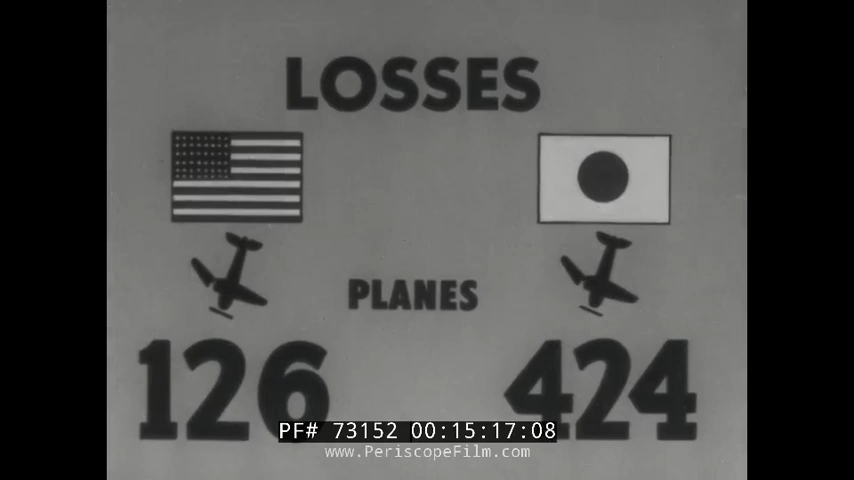 LOSSES
PLANES
126 424
PF# 73152 00:15:17:08
www.PeriscopeFilm.com